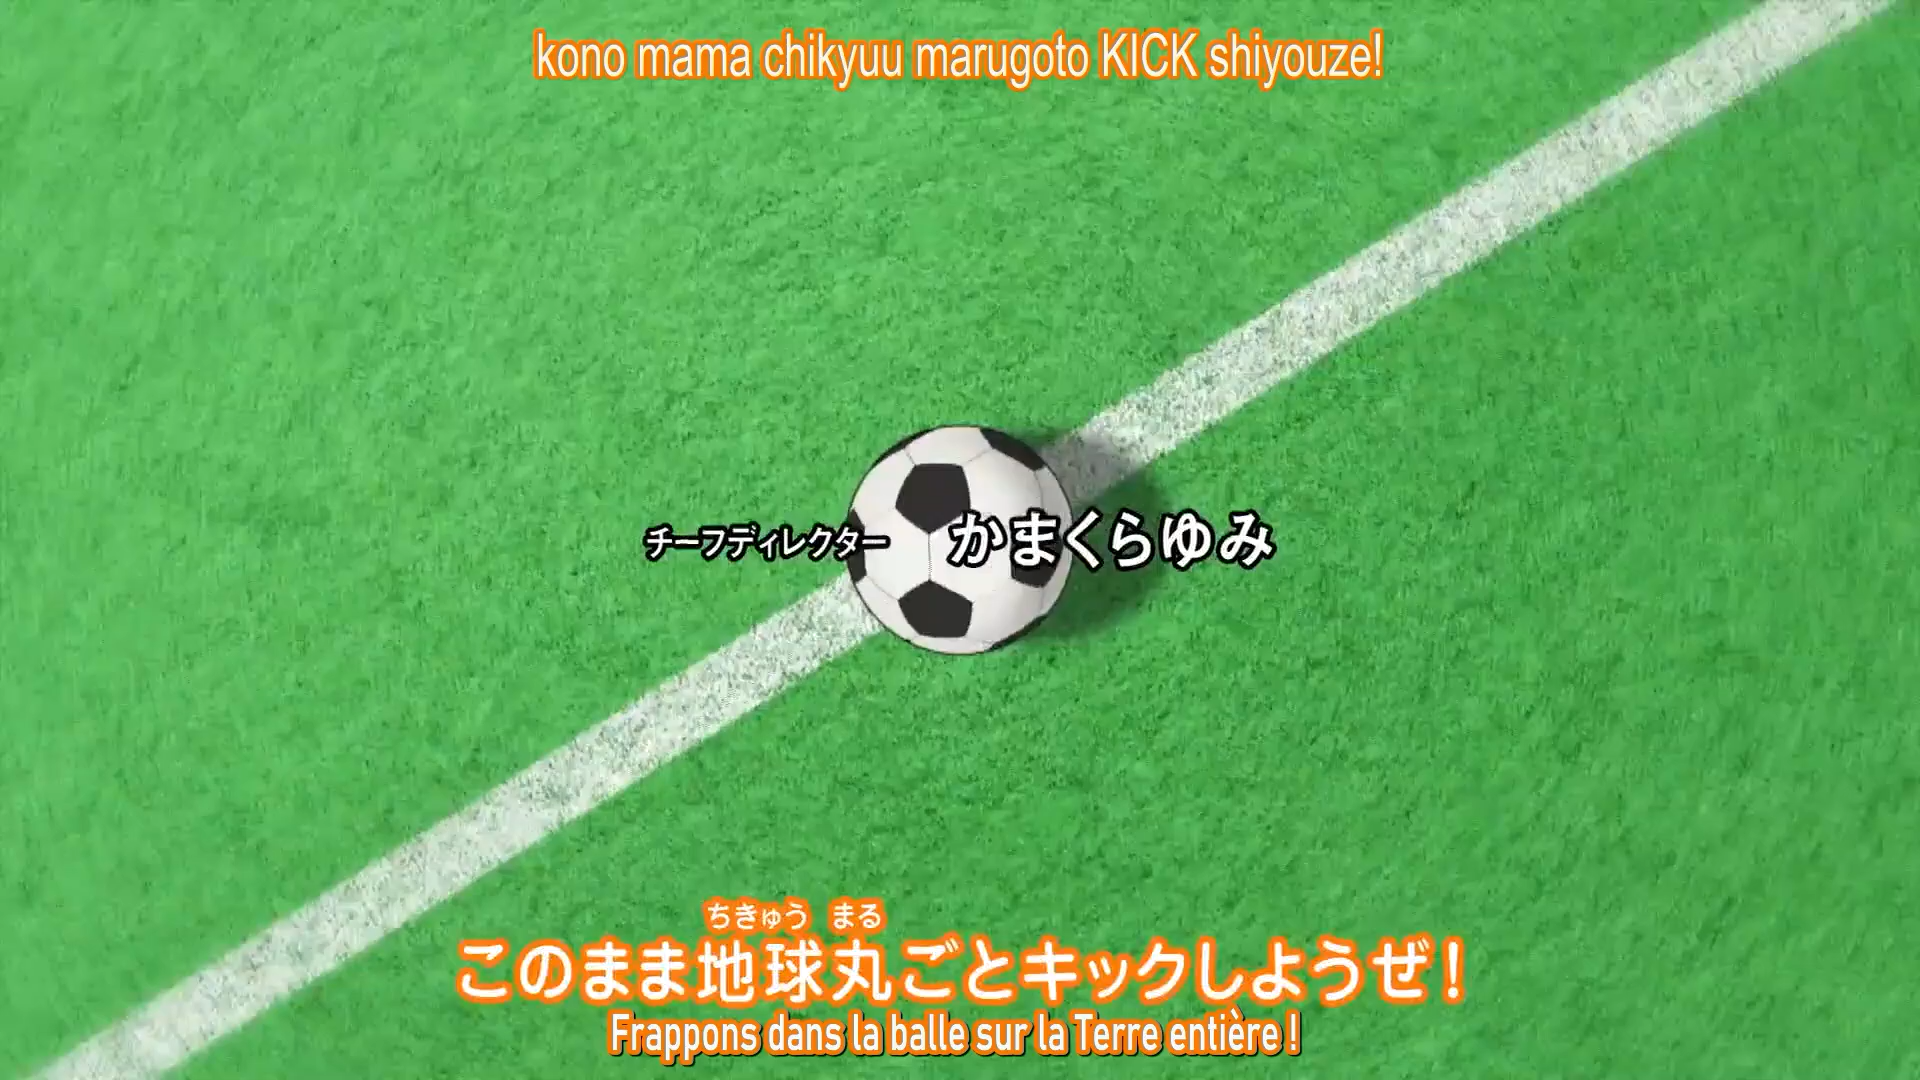 kono mama chikyuu marugoto KICK shiyouze!
チーフディレクター かまくらゆみ
ちきゅう まる
このまま地球丸ごとキックしようぜ!
Frappons dans la balle sur la Terre entière !